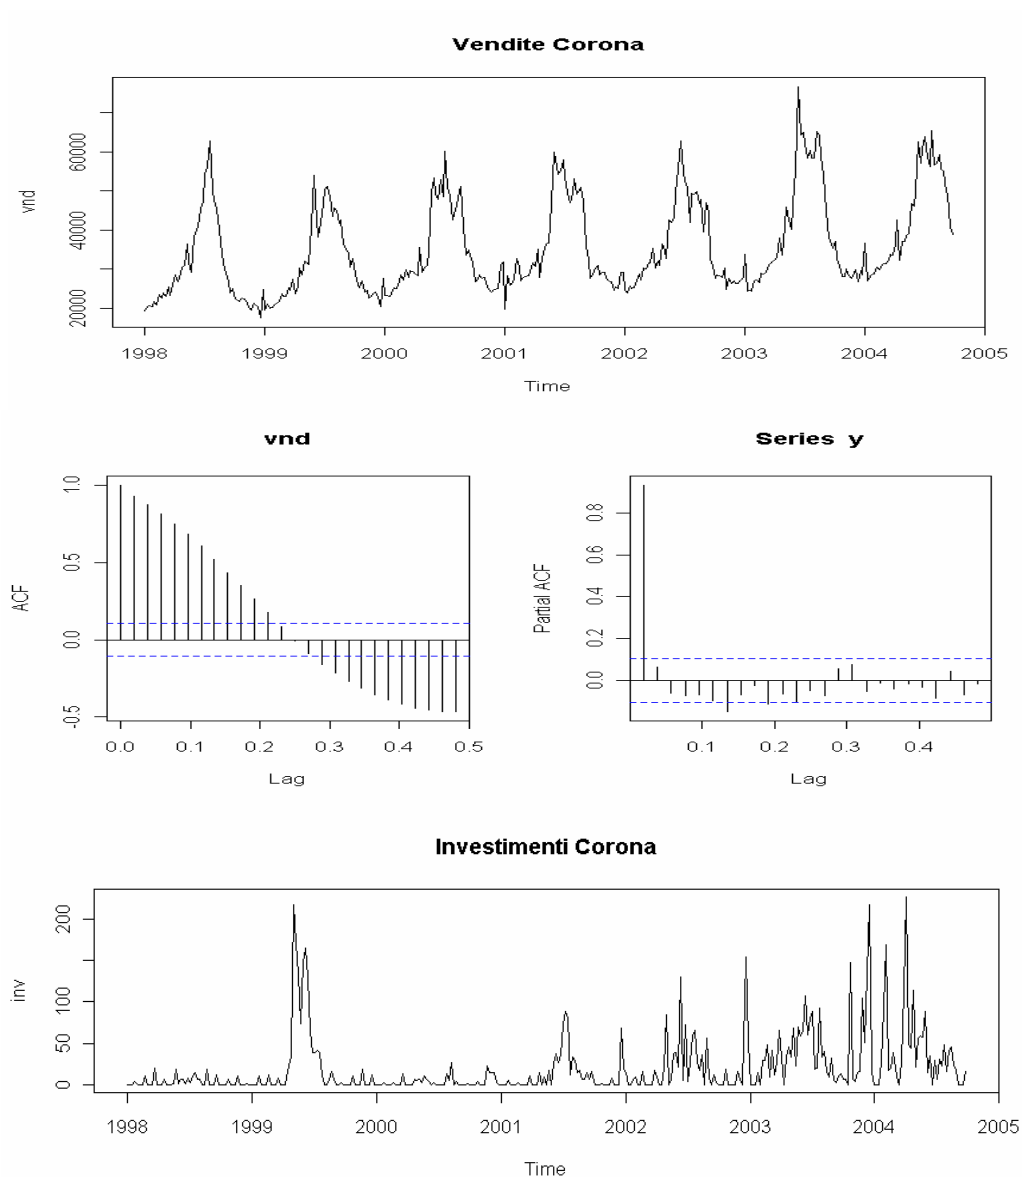 Vendite Corona
vnd
20000 40000 60000
1998 1999 2000 2001 2002 2003 2004 2005
Time
vnd
ACF
-0.5 0.0 0.5 1.0
0.0 0.1 0.2 0.3 0.4 0.5
Lag
Series y
Partial ACF
0.0 0.2 0.4 0.6 0.8
0.1 0.2 0.3 0.4
Lag
Investimenti Corona
inv
0 50 100 200
1998 1999 2000 2001 2002 2003 2004 2005
Time